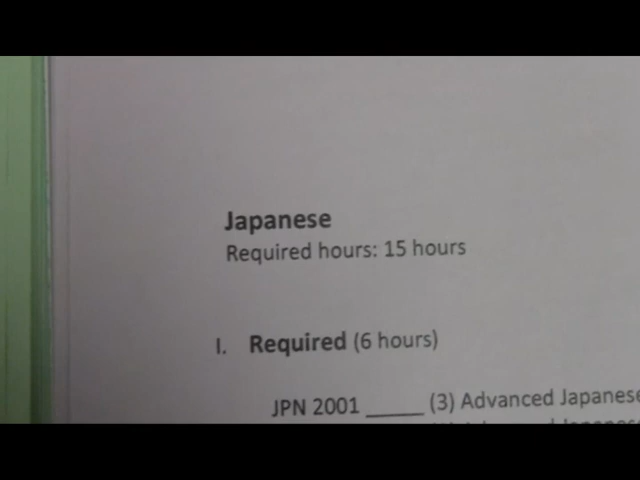 Japanese
Required hours: 15 hours
I. Required (6 hours)
JPN 2001 _____ (3) Advanced Japanese